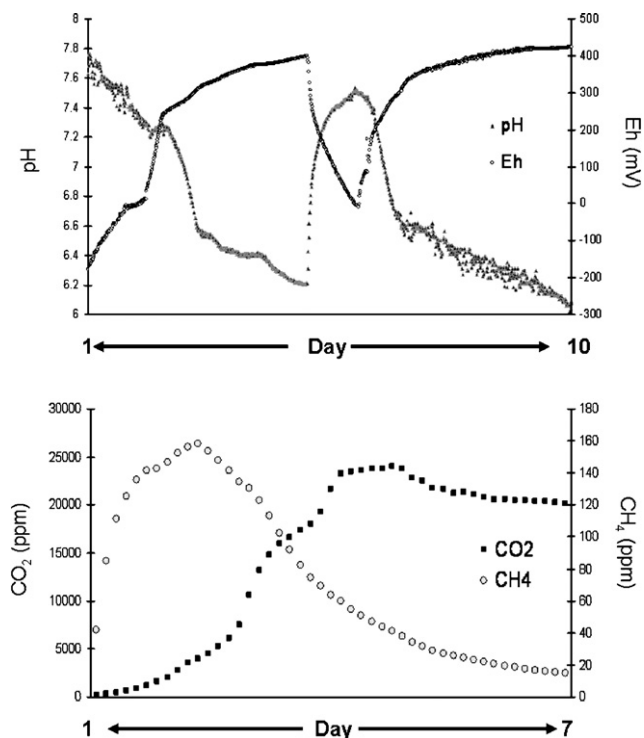 8 500
7.8 400
7.6 300
7.4 200
7.2 100
7 0
6.8 -100
6.6 -200
6.4 -300
6.2
6
pH
Eh (mV)
pH
Eh
1 Day 10
30000 180
25000 160
20000 140
15000 120
10000 100
5000 80
0 60
40
20
0
CO₂ (ppm)
CH₄ (ppm)
CO2
CH4
1 Day 7